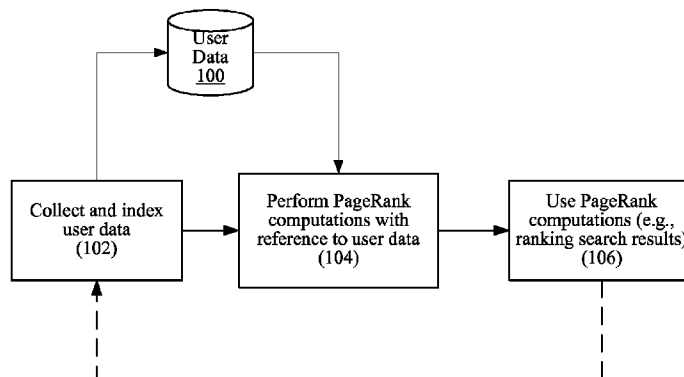 User
Data
100
Collect and index
user data
(102)
Perform PageRank
computations with
reference to user data
(104)
Use PageRank
computations (e.g.,
ranking search results)
(106)